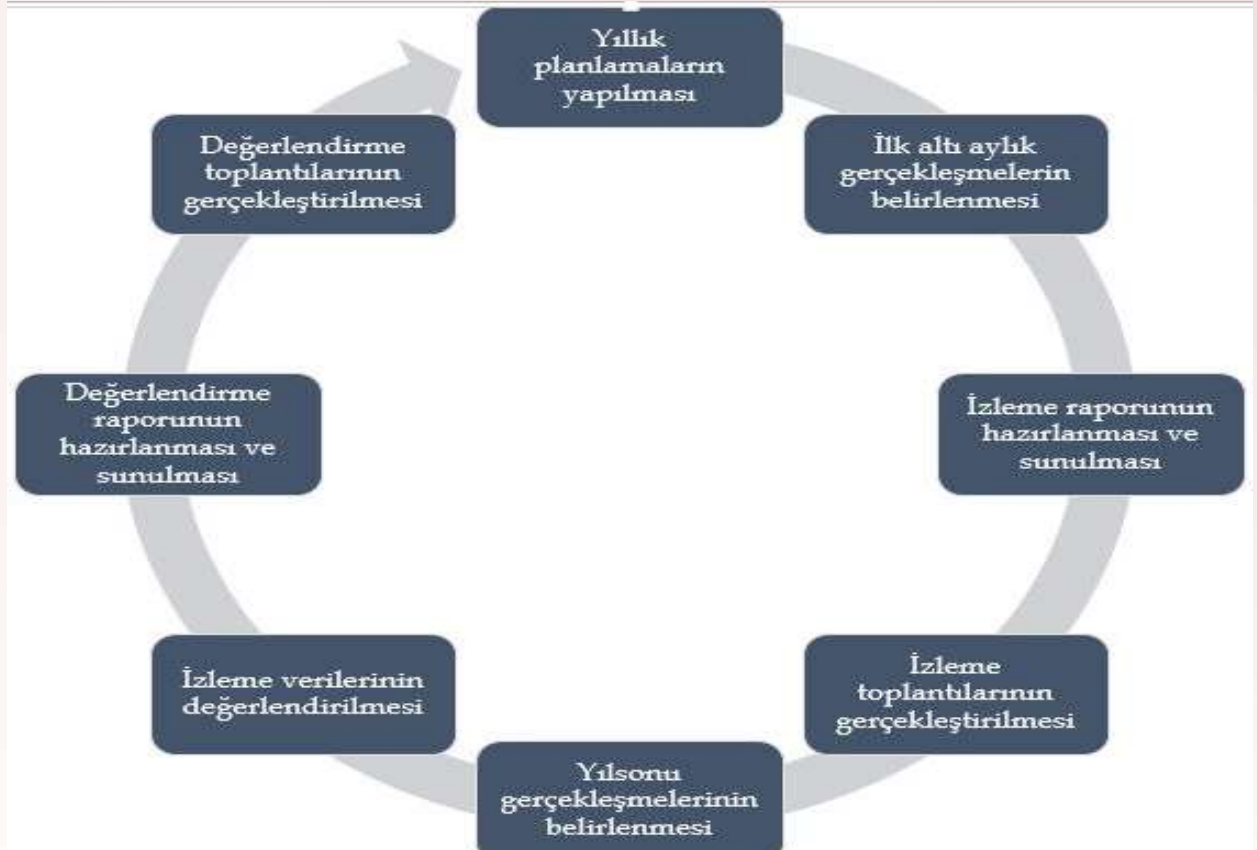 Yıllık
planlamaların
yapılması
İlk altı aylık
gerçekleşmelerin
belirlenmesi
İzleme raporunun
hazırlanması ve
sunulması
İzleme
toplantılarının
gerçekleştirilmesi
Yılsonu
gerçekleşmelerinin
belirlenmesi
İzleme verilerinin
değerlendirilmesi
Değerlendirme
raporunun
hazırlanması ve
sunulması
Değerlendirme
toplantılarının
gerçekleştirilmesi